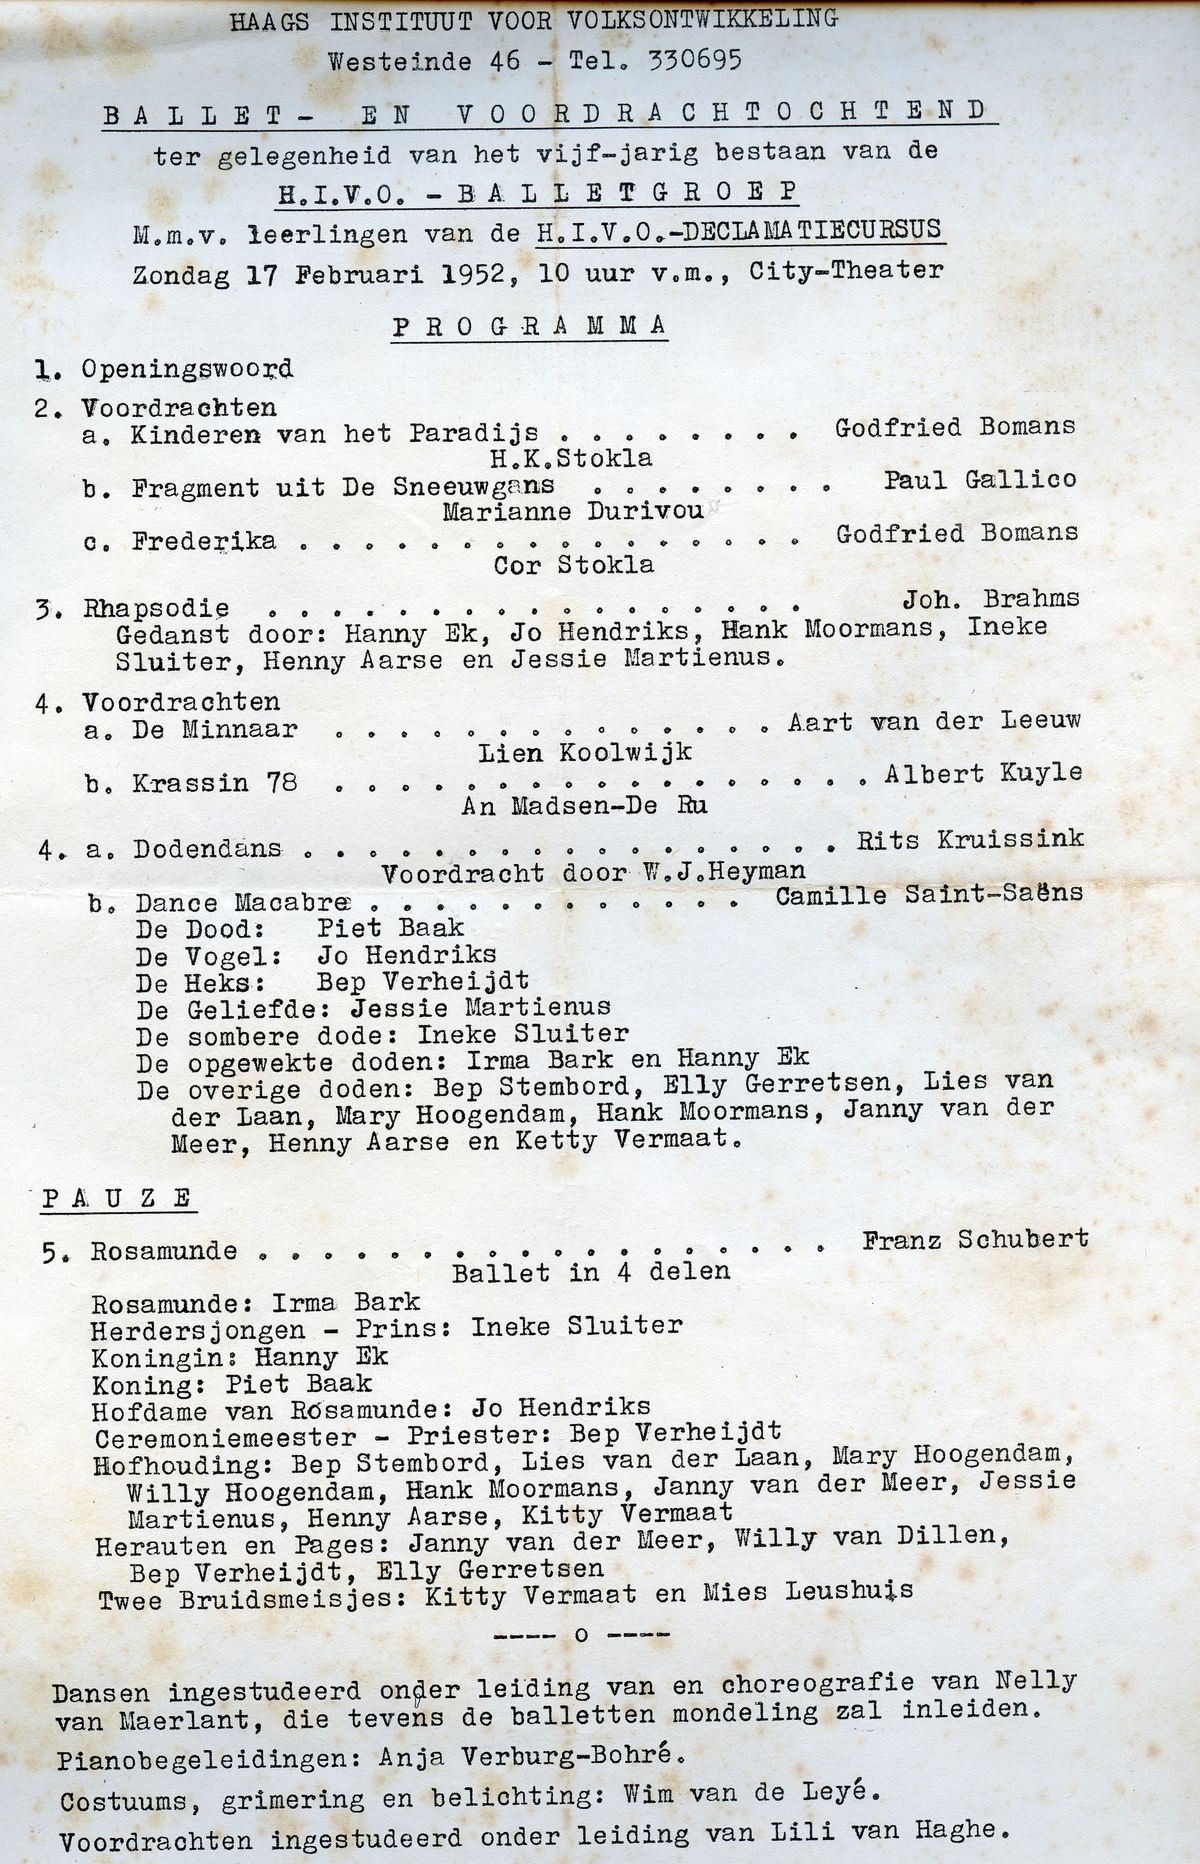 HAAGS INSTITUUT VOOR VOLKSONTWIKKELING
Westeinde 46 - Tel. 330695
BALLET- EN VOORDRACHTOCHTEND
ter gelegenheid van het vijf-jarig bestaan van de
H.I.V.O. - BALLETGROEP
M.m.v. leerlingen van de H.I.V.O.-DECLAMATIECURSUS
Zondag 17 Februari 1952, 10 uur v.m., City-Theater
PROGRAMMA
1. Openingswoord
2. Voordrachten
a. Kinderen van het Paradijs . . . . . . . . Godfried Bomans
H.K.Stokla
b. Fragment uit De Sneeuwgans . . . . . . . . Paul Gallico
Marianne Durivou
c. Frederika . . . . . . . . . . . . . . . . Godfried Bomans
Cor Stokla
3. Rhapsodie . . . . . . . . . . . . . . . . . Joh. Brahms
Gedanst door: Hanny Ek, Jo Hendriks, Hank Moormans, Ineke
Sluiter, Henny Aarse en Jessie Martienus.
4. Voordrachten
a. De Minnaar . . . . . . . . . . . . . . Aart van der Leeuw
Lien Koolwijk
b. Krassin 78 . . . . . . . . . . . . . . . . . Albert Kuyle
An Madsen-De Ru
4. a. Dodendans . . . . . . . . . . . . . . . . . Rits Kruissink
Voordracht door W.J.Heyman
b. Dance Macabre . . . . . . . . . . . . Camille Saint-Saëns
De Dood: Piet Baak
De Vogel: Jo Hendriks
De Heks: Bep Verheijdt
De Geliefde: Jessie Martienus
De sombere dode: Ineke Sluiter
De opgewekte doden: Irma Bark en Hanny Ek
De overige doden: Bep Stembord, Elly Gerretsen, Lies van
der Laan, Mary Hoogendam, Hank Moormans, Janny van der
Meer, Henny Aarse en Ketty Vermaat.
PAUZE
5. Rosamunde . . . . . . . . . . . . . . . . . . Franz Schubert
Ballet in 4 delen
Rosamunde: Irma Bark
Herdersjongen - Prins: Ineke Sluiter
Koningin: Hanny Ek
Koning: Piet Baak
Hofdame van Rosamunde: Jo Hendriks
Ceremoniemeester - Priester: Bep Verheijdt
Hofhouding: Bep Stembord, Lies van der Laan, Mary Hoogendam,
Willy Hoogendam, Hank Moormans, Janny van der Meer, Jessie
Martienus, Henny Aarse, Kitty Vermaat
Herauten en Pages: Janny van der Meer, Willy van Dillen,
Bep Verheijdt, Elly Gerretsen
Twee Bruidsmeisjes: Kitty Vermaat en Mies Leushuis
---- o ----
Dansen ingestudeerd onder leiding van en choreografie van Nelly
van Maerlant, die tevens de balletten mondeling zal inleiden.
Pianobegeleidingen: Anja Verburg-Bohré.
Costuums, grimering en belichting: Wim van de Leyé.
Voordrachten ingestudeerd onder leiding van Lili van Haghe.